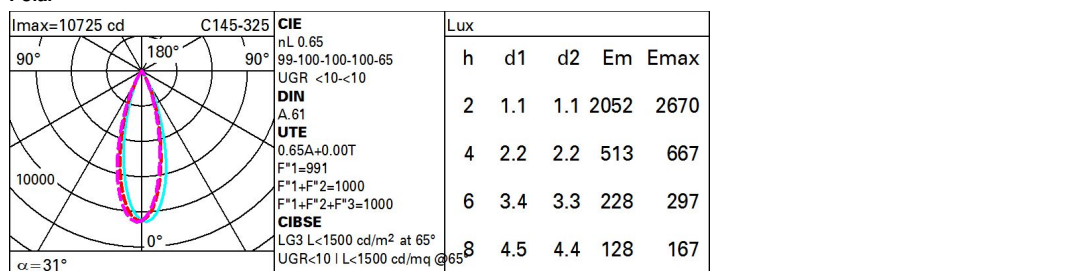 Imax=10725 cd C145-325
90° 180° 90°
10000
0°
α=31°
CIE
nL 0.65
99-100-100-100-65
UGR <10-<10
DIN
A.61
UTE
0.65A+0.00T
F"1=991
F"1+F"2=1000
F"1+F"2+F"3=1000
CIBSE
LG3 L<1500 cd/m² at 65°
UGR<10 | L<1500 cd/mq @65°
Lux
h d1 d2 Em Emax
2 1.1 1.1 2052 2670
4 2.2 2.2 513 667
6 3.4 3.3 228 297
8 4.5 4.4 128 167